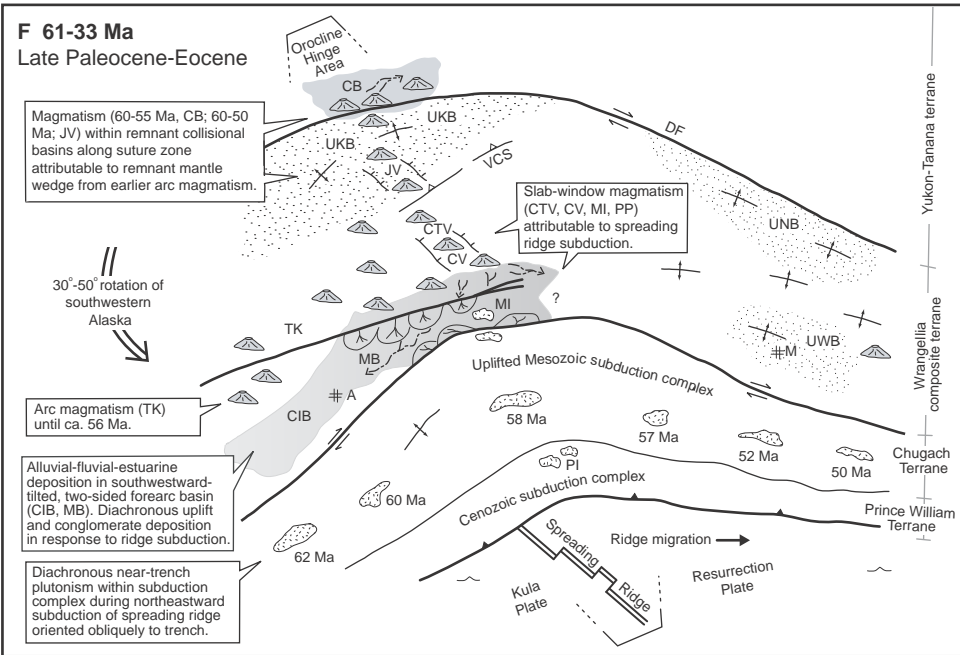 F 61-33 Ma
Late Paleocene-Eocene
Orocline
Hinge
Area
CB
Magmatism (60-55 Ma, CB; 60-50
Ma; JV) within remnant collisional
basins along suture zone
attributable to remnant mantle
wedge from earlier arc magmatism.
UKB
UKB
JV
VCS
DF
Slab-window magmatism
(CTV, CV, MI, PP)
attributable to spreading
ridge subduction.
CTV
CV
UNB
30°-50° rotation of
southwestern
Alaska
MI
?
TK
MB
UWB
M
A
CIB
Arc magmatism (TK)
until ca. 56 Ma.
Uplifted Mesozoic subduction complex
58 Ma
57 Ma
52 Ma
50 Ma
PI
60 Ma
62 Ma
Cenozoic subduction complex
Alluvial-fluvial-estuarine
deposition in southwestward-
tilted, two-sided forearc basin
(CIB, MB). Diachronous uplift
and conglomerate deposition
in response to ridge subduction.
Diachronous near-trench
plutonism within subduction
complex during northeastward
subduction of spreading ridge
oriented obliquely to trench.
Spreading
Ridge
Ridge migration
Kula
Plate
Resurrection
Plate
Yukon-Tanana terrane
Wrangellia
composite terrane
Chugach
Terrane
Prince William
Terrane